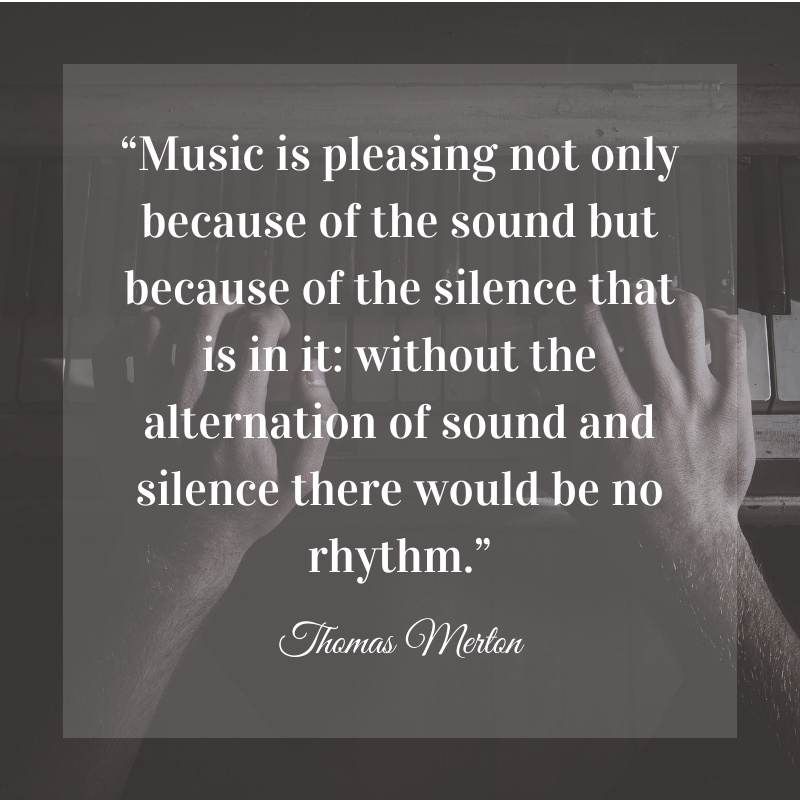 “Music is pleasing not only
because of the sound but
because of the silence that
is in it: without the
alternation of sound and
silence there would be no
rhythm.”
Thomas Merton